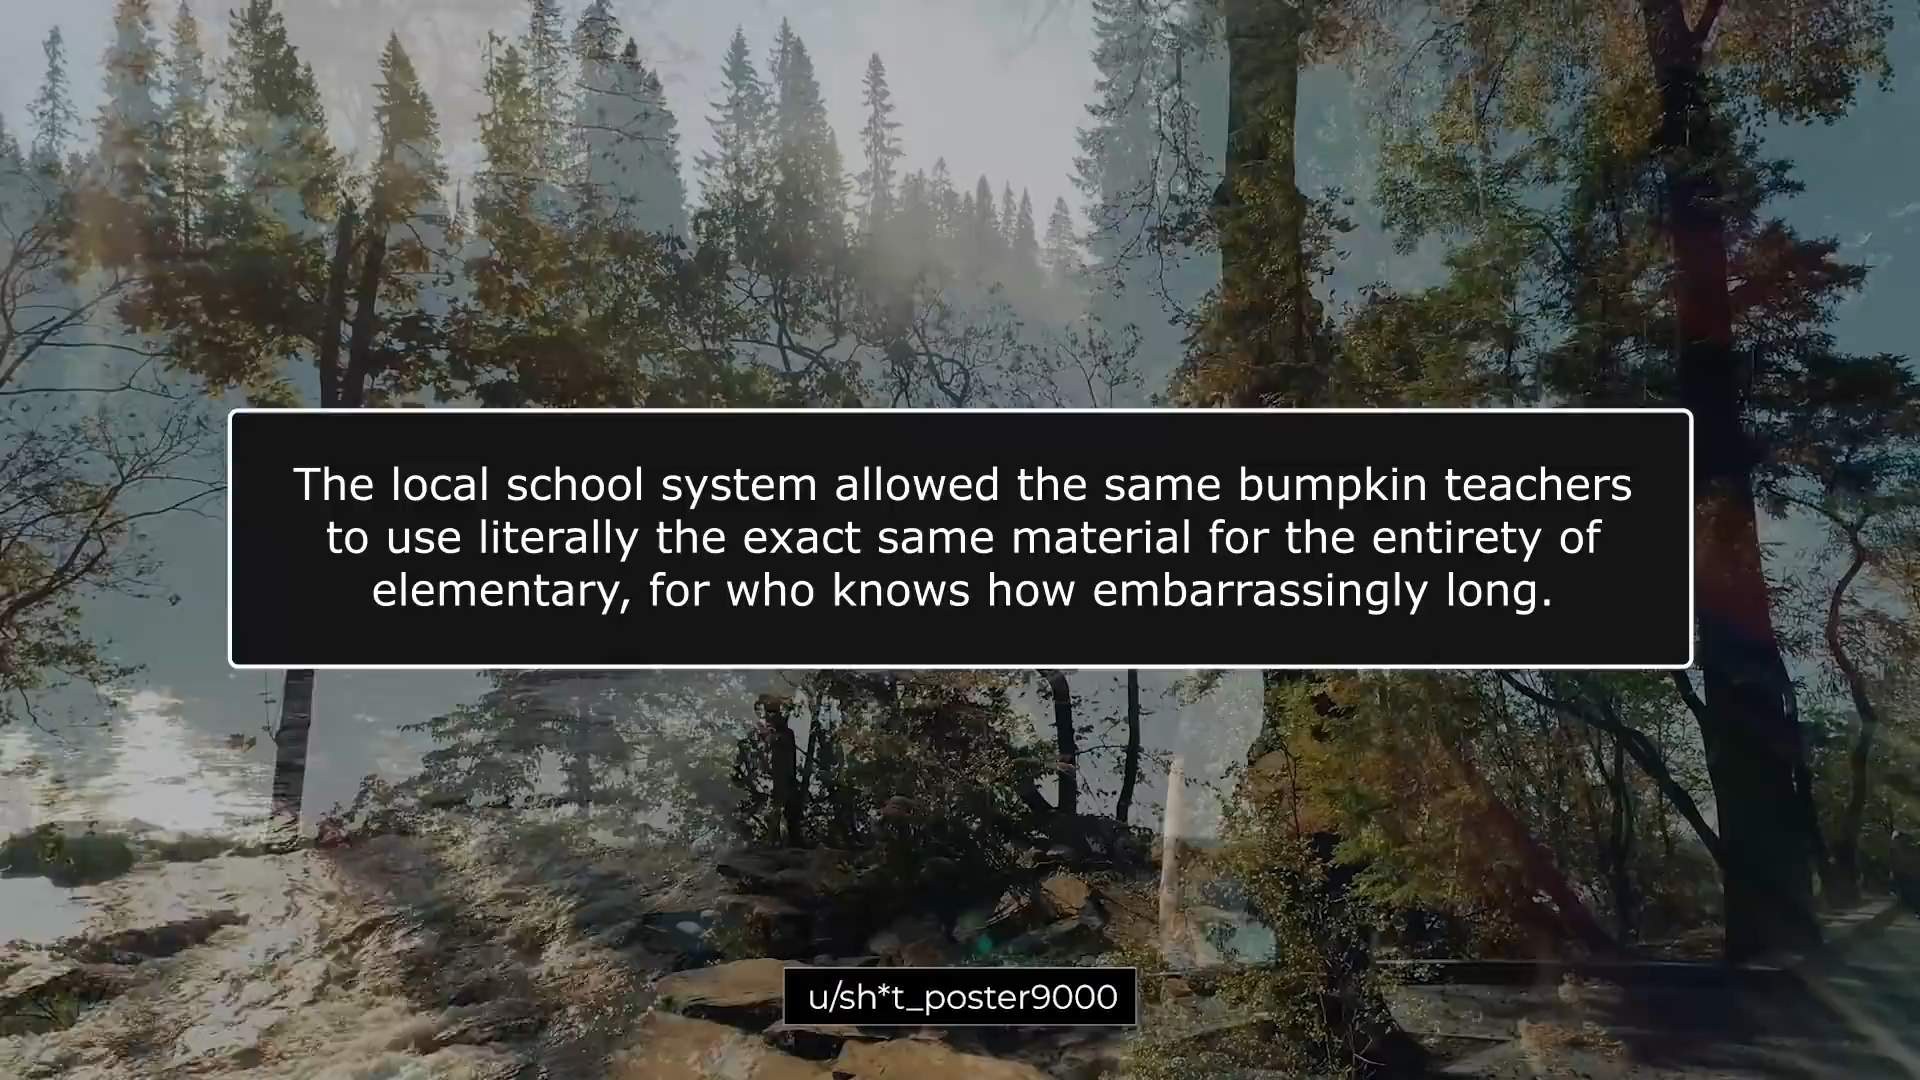 The local school system allowed the same bumpkin teachers
to use literally the exact same material for the entirety of
elementary, for who knows how embarrassingly long.
u/sh*t_poster9000